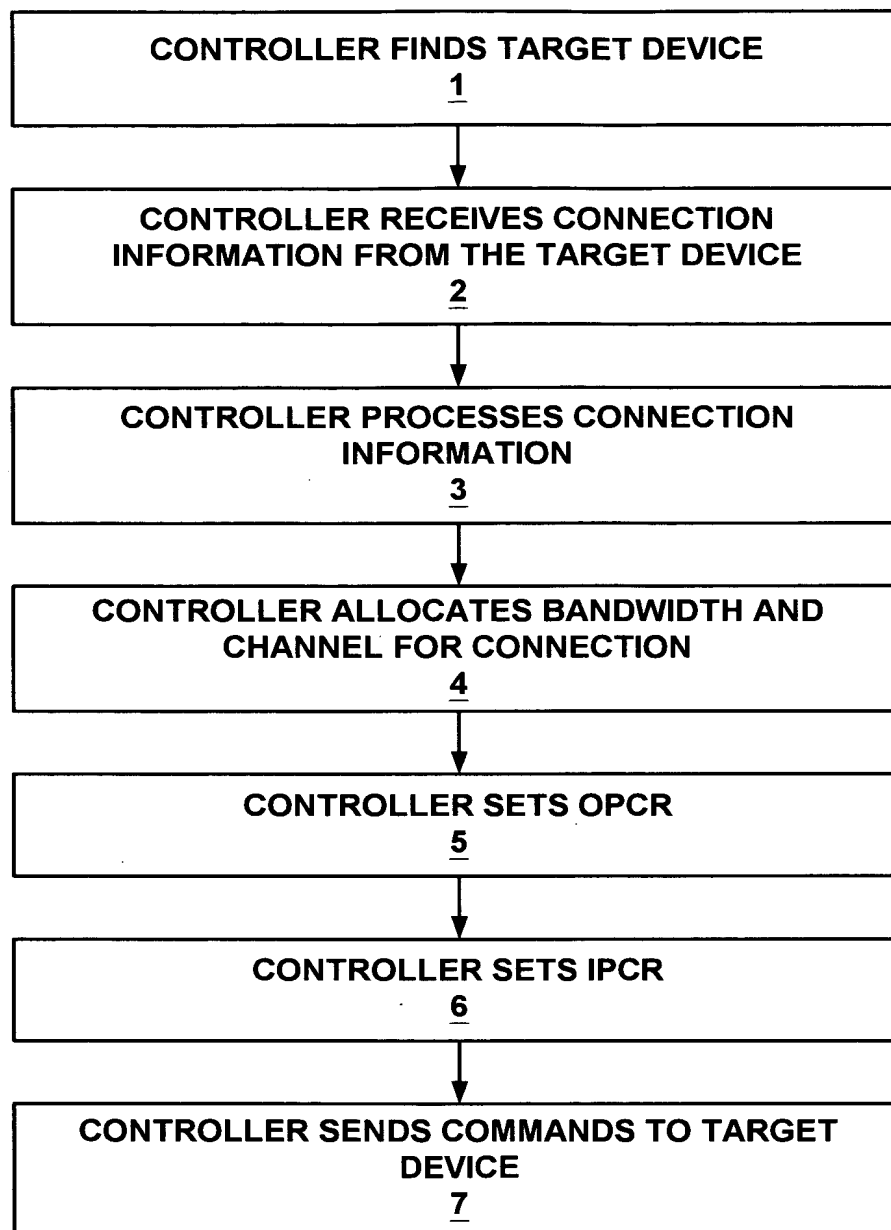 CONTROLLER FINDS TARGET DEVICE
1
CONTROLLER RECEIVES CONNECTION
INFORMATION FROM THE TARGET DEVICE
2
CONTROLLER PROCESSES CONNECTION
INFORMATION
3
CONTROLLER ALLOCATES BANDWIDTH AND
CHANNEL FOR CONNECTION
4
CONTROLLER SETS OPCR
5
CONTROLLER SETS IPCR
6
CONTROLLER SENDS COMMANDS TO TARGET
DEVICE
7